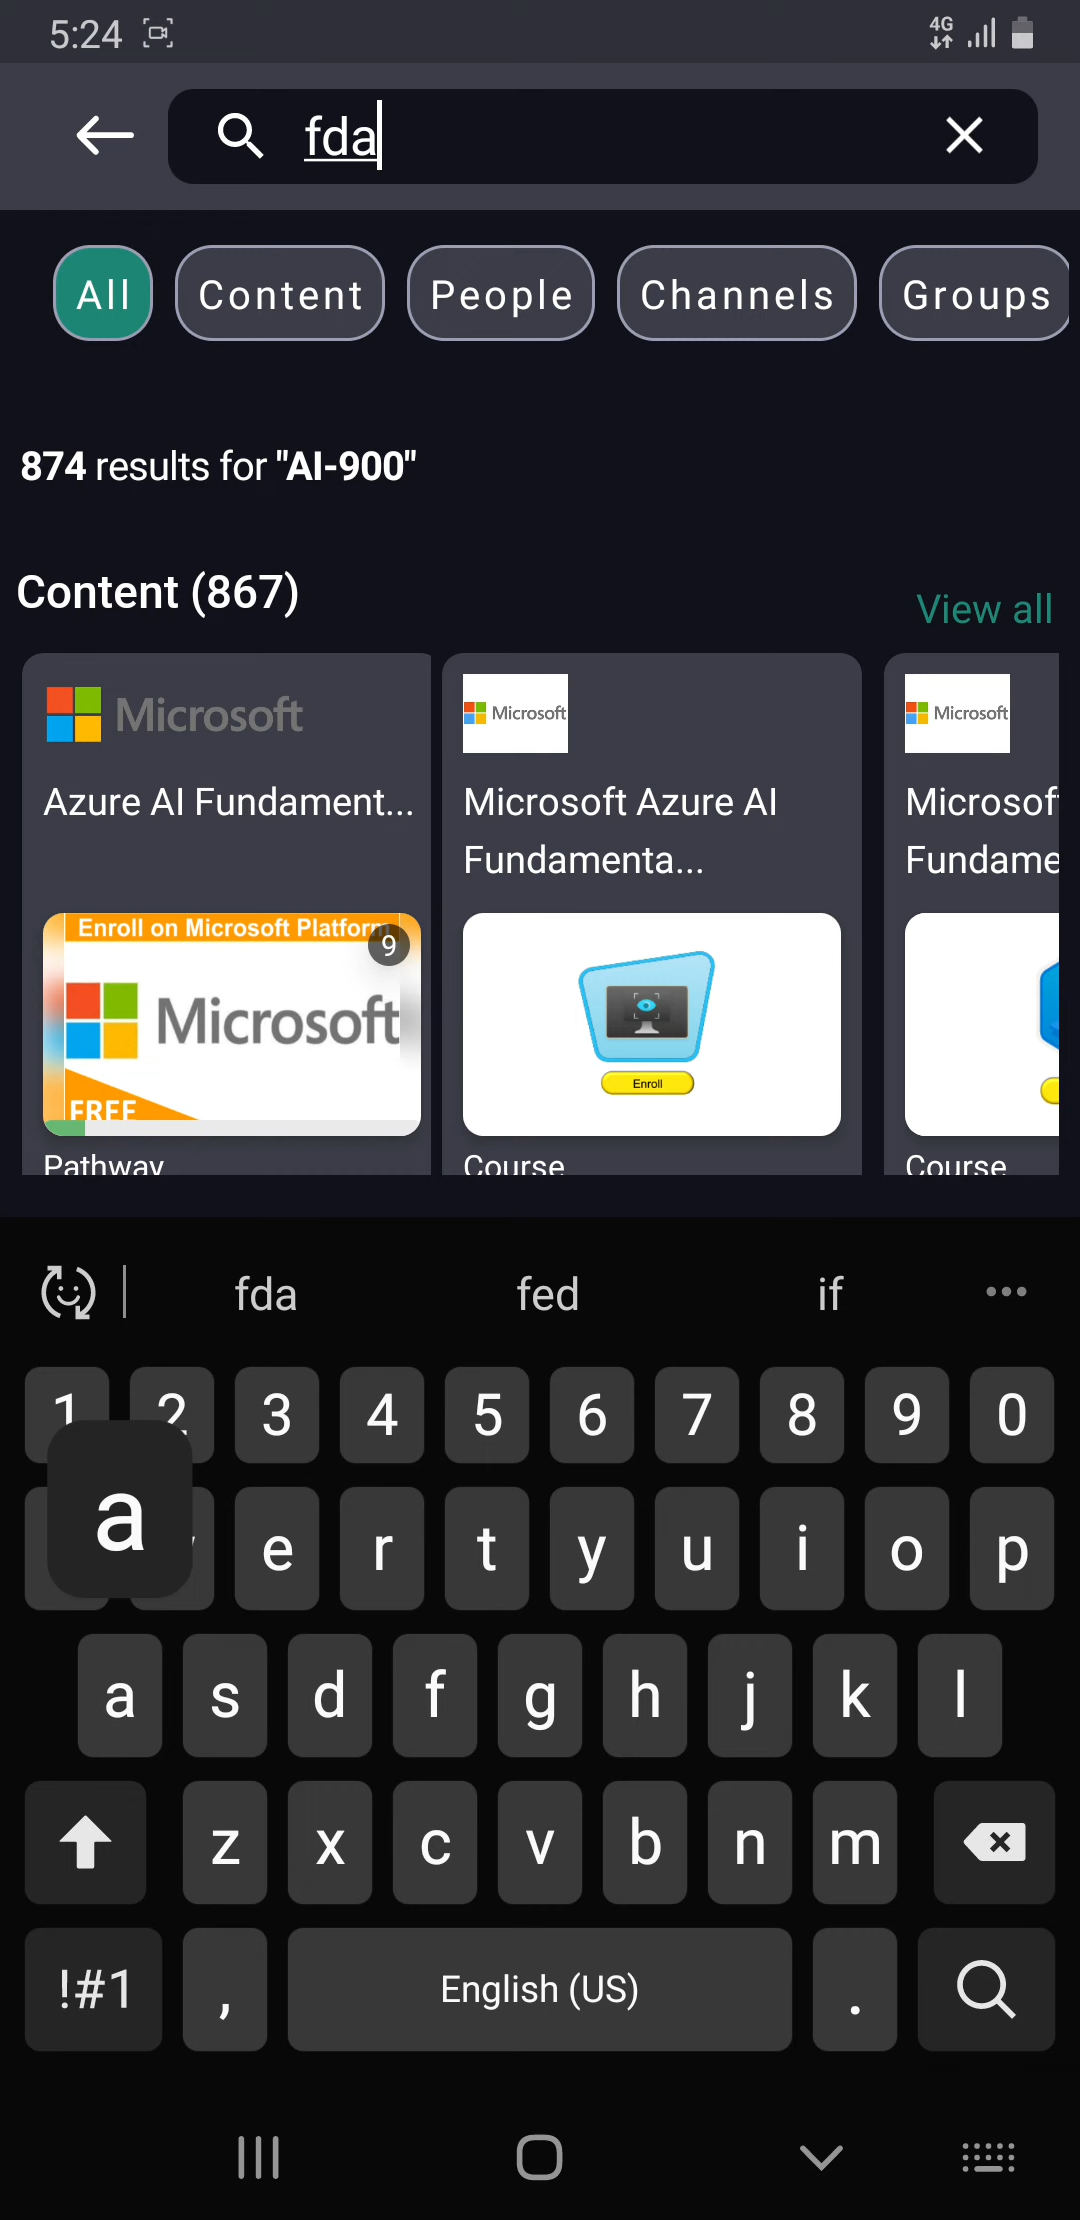 5:24
4G
fda
All
Content
People
Channels
Groups
874 results for "AI-900"
Content (867)
View all
Microsoft
Azure AI Fundament...
Enroll on Microsoft Platform
9
Microsoft
FREE
Pathway
Microsoft
Microsoft Azure AI
Fundamenta...
Enroll
Course
Microsoft
Microsof
Fundame
Course
fda
fed
if
1 2 3 4 5 6 7 8 9 0
a
e r t y u i o p
a s d f g h j k l
z x c v b n m
!#1 , English (US) .